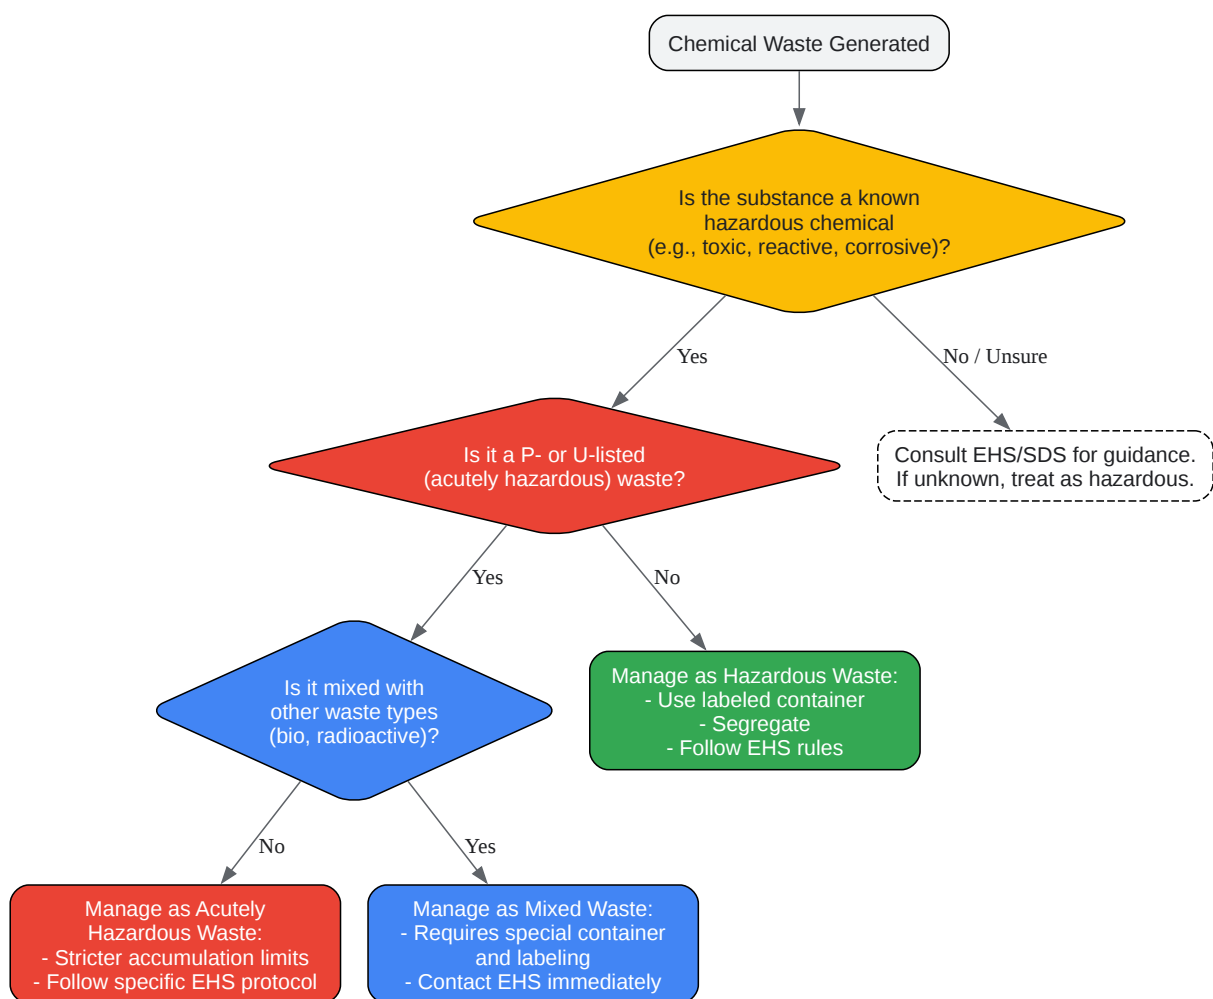 Chemical Waste Generated
Is the substance a known
hazardous chemical
(e.g., toxic, reactive, corrosive)?
Yes
No / Unsure
Is it a P- or U-listed
(acutely hazardous) waste?
Consult EHS/SDS for guidance.
If unknown, treat as hazardous.
Yes
No
Is it mixed with
other waste types
(bio, radioactive)?
Manage as Hazardous Waste:
- Use labeled container
- Segregate
- Follow EHS rules
No
Yes
Manage as Acutely
Hazardous Waste:
- Stricter accumulation limits
- Follow specific EHS protocol
Manage as Mixed Waste:
- Requires special container
and labeling
- Contact EHS immediately